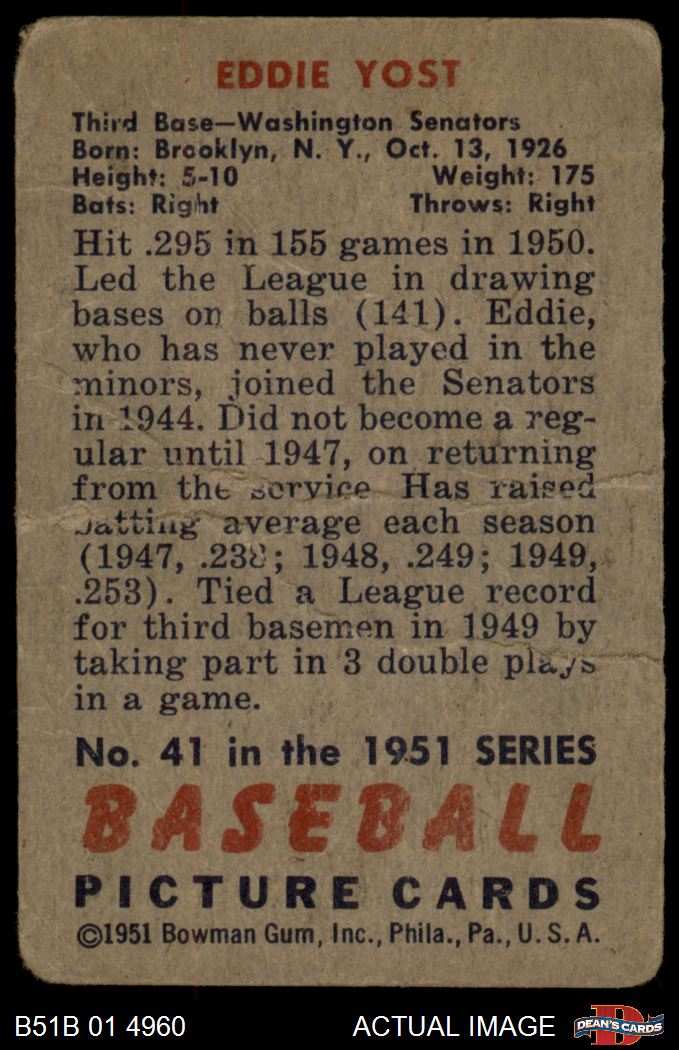 EDDIE YOST
Third Base—Washington Senators
Born: Brooklyn, N. Y., Oct. 13, 1926
Height: 5-10 Weight: 175
Bats: Right Throws: Right
Hit .295 in 155 games in 1950.
Led the League in drawing
bases on balls (141). Eddie,
who has never played in the
minors, joined the Senators
in 1944. Did not become a reg-
ular until 1947, on returning
from the service Has raised
batting average each season
(1947, .238; 1948, .249; 1949,
.253). Tied a League record
for third basemen in 1949 by
taking part in 3 double plays
in a game.
No. 41 in the 1951 SERIES
BASEBALL
PICTURE CARDS
©1951 Bowman Gum, Inc., Phila., Pa., U. S. A.
B51B 01 4960 ACTUAL IMAGE D DEAN'S CARDS